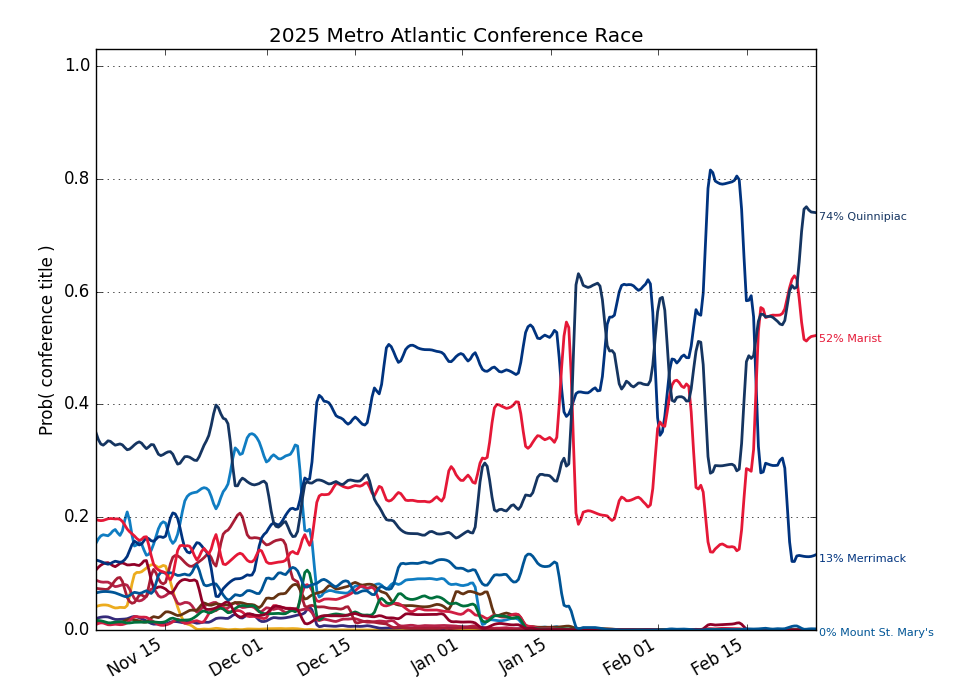 2025 Metro Atlantic Conference Race
Prob( conference title )
1.0
0.8
0.6
0.4
0.2
0.0
Nov 15
Dec 01
Dec 15
Jan 01
Jan 15
Feb 01
Feb 15
74% Quinnipiac
52% Marist
13% Merrimack
0% Mount St. Mary's